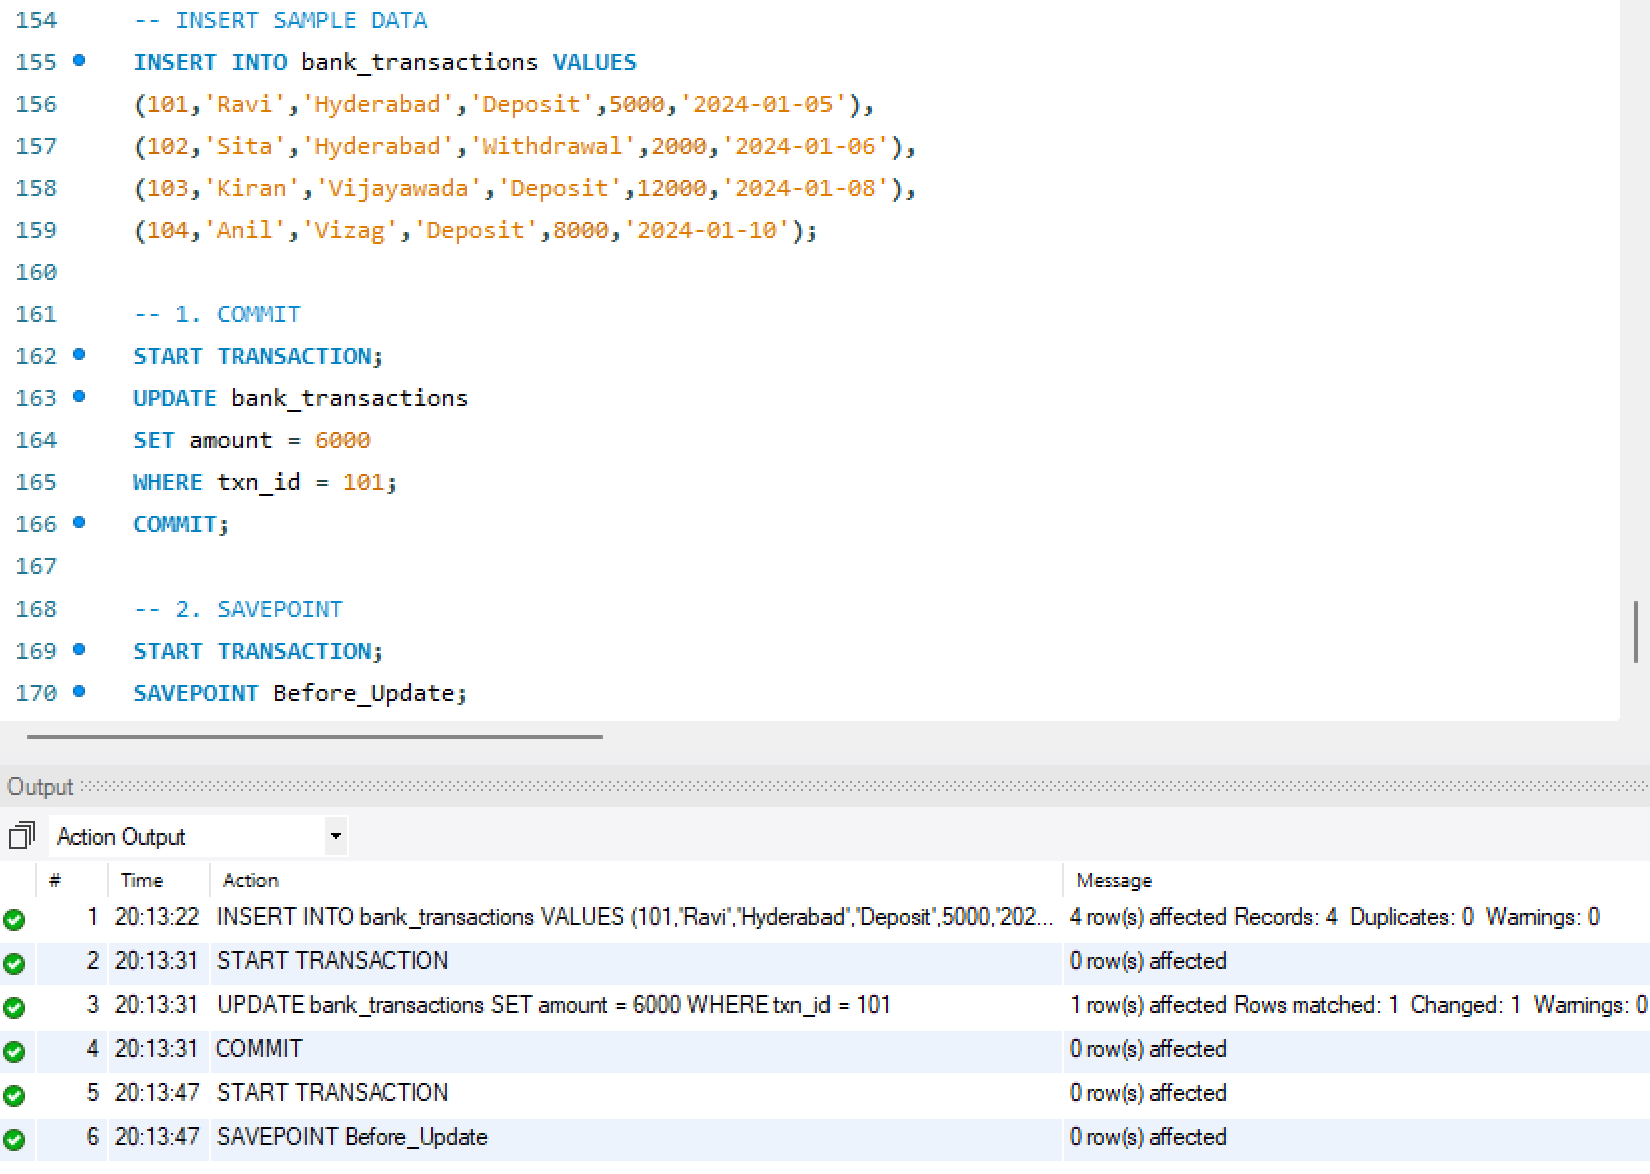 154 -- INSERT SAMPLE DATA
155 INSERT INTO bank_transactions VALUES
156 (101,'Ravi','Hyderabad','Deposit',5000,'2024-01-05'),
157 (102,'Sita','Hyderabad','Withdrawal',2000,'2024-01-06'),
158 (103,'Kiran','Vijayawada','Deposit',12000,'2024-01-08'),
159 (104,'Anil','Vizag','Deposit',8000,'2024-01-10');
160
161 -- 1. COMMIT
162 START TRANSACTION;
163 UPDATE bank_transactions
164 SET amount = 6000
165 WHERE txn_id = 101;
166 COMMIT;
167
168 -- 2. SAVEPOINT
169 START TRANSACTION;
170 SAVEPOINT Before_Update;
Output
Action Output
# Time Action Message
1 20:13:22 INSERT INTO bank_transactions VALUES (101,'Ravi','Hyderabad','Deposit',5000,'202... 4 row(s) affected Records: 4 Duplicates: 0 Warnings: 0
2 20:13:31 START TRANSACTION 0 row(s) affected
3 20:13:31 UPDATE bank_transactions SET amount = 6000 WHERE txn_id = 101 1 row(s) affected Rows matched: 1 Changed: 1 Warnings: 0
4 20:13:31 COMMIT 0 row(s) affected
5 20:13:47 START TRANSACTION 0 row(s) affected
6 20:13:47 SAVEPOINT Before_Update 0 row(s) affected